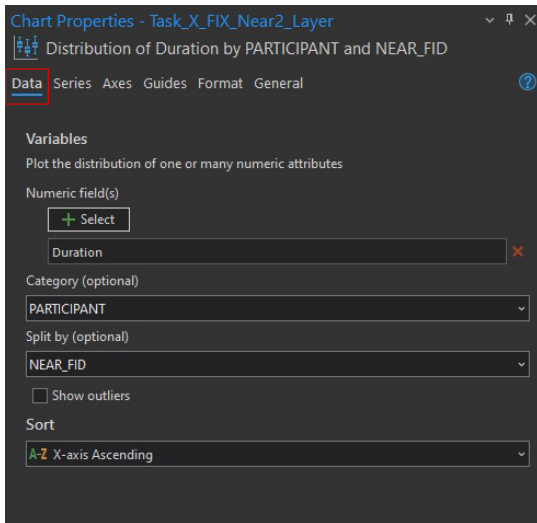 Chart Properties - Task_X_FIX_Near2_Layer
Distribution of Duration by PARTICIPANT and NEAR_FID
Data Series Axes Guides Format General
Variables
Plot the distribution of one or many numeric attributes
Numeric field(s)
Select
Duration
Category (optional)
PARTICIPANT
Split by (optional)
NEAR_FID
Show outliers
Sort
A-Z X-axis Ascending